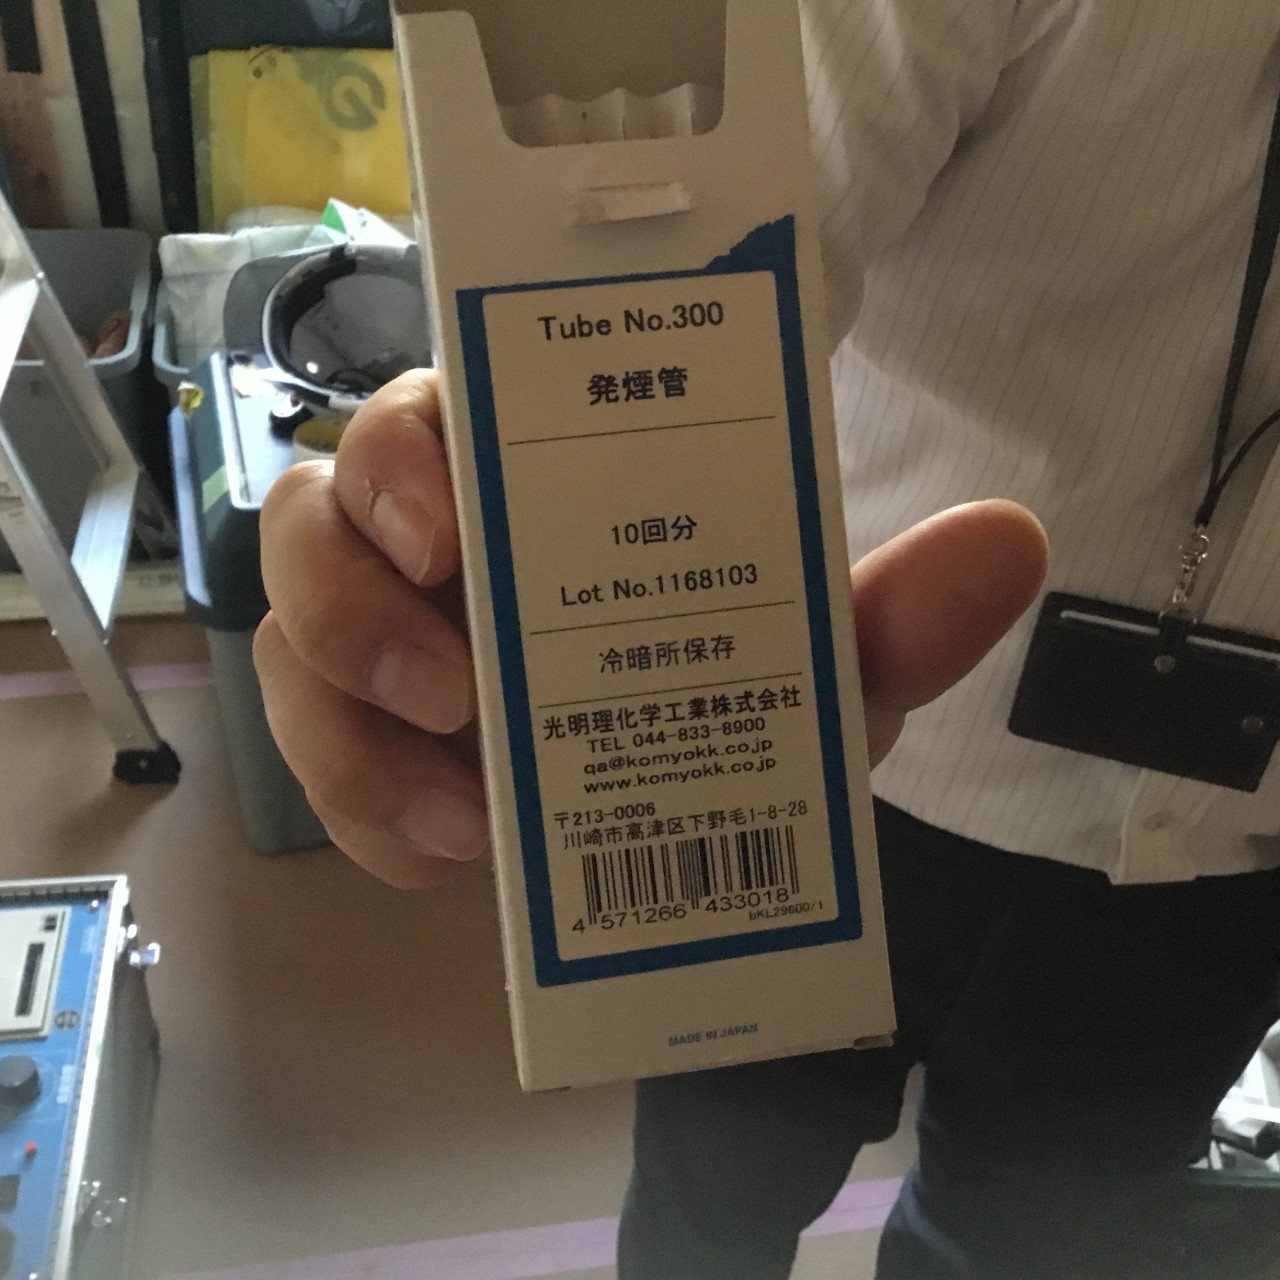 Tube No.300
発煙管
10回分
Lot No.1168103
冷暗所保存
光明理化学工業株式会社
TEL 044-833-8900
qa@komyokk.co.jp
www.komyokk.co.jp
〒213-0006
川崎市高津区下野毛1-8-28
4 571266 433018
bKL29600/1
MADE IN JAPAN